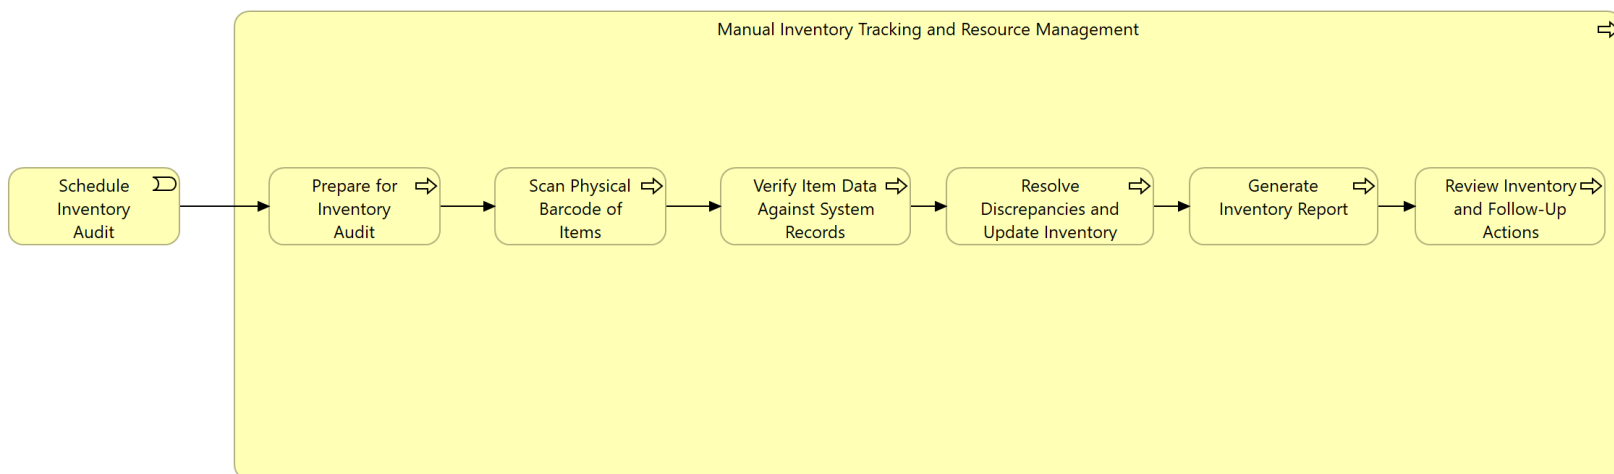 Manual Inventory Tracking and Resource Management
Schedule
Inventory
Audit
Prepare for
Inventory
Audit
Scan Physical
Barcode of
Items
Verify Item Data
Against System
Records
Resolve
Discrepancies and
Update Inventory
Generate
Inventory Report
Review Inventory
and Follow-Up
Actions